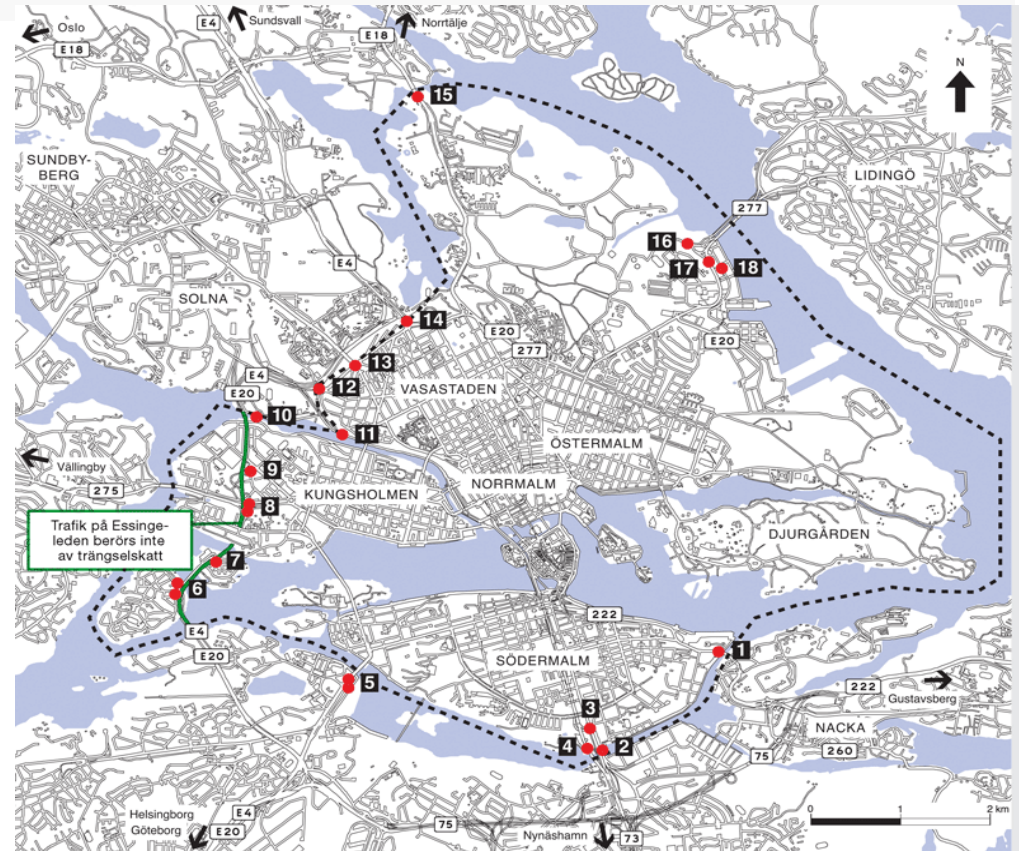 Oslo
E 18
E4
Sundsvall
E 18
Norrtälje
15
N
SUNDBY-
BERG
LIDINGÖ
277
16
17
18
E4
SOLNA
14
E20
277
E20
13
E4
E20
12
VASASTADEN
10
11
ÖSTERMALM
Vällingby
275
9
KUNGSHOLMEN
NORRMALM
8
Trafik på Essinge-
leden berörs inte
av trängselskatt
DJURGÅRDEN
7
6
222
E4
E20
1
SÖDERMALM
5
222
Gustavsberg
3
4
2
NACKA
75
260
Helsingborg
Göteborg
E4
E20
75
Nynäshamn
73
0
1
2 km